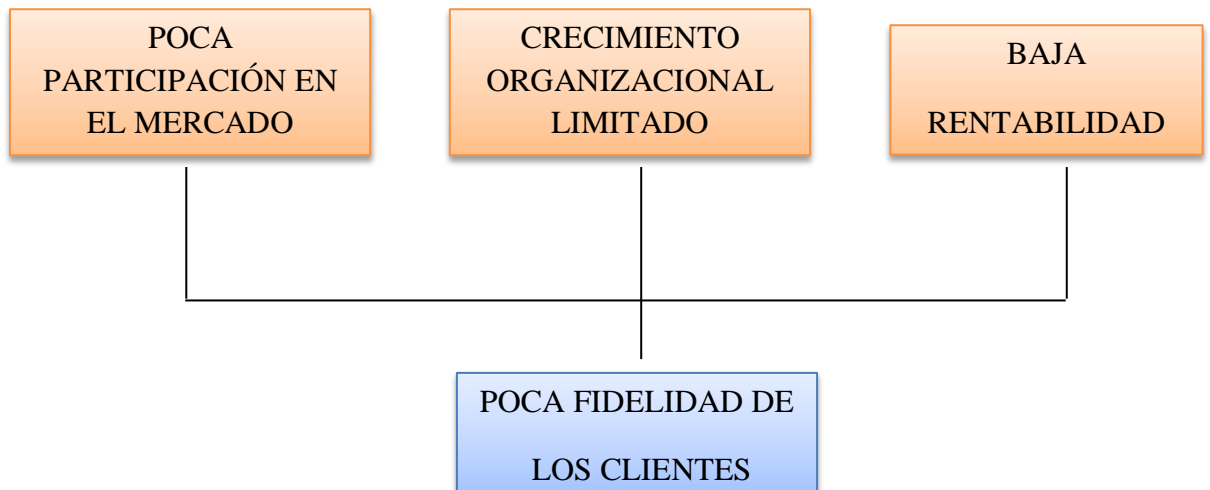 POCA
PARTICIPACIÓN EN
EL MERCADO
CRECIMIENTO
ORGANIZACIONAL
LIMITADO
BAJA
RENTABILIDAD
POCA FIDELIDAD DE
LOS CLIENTES